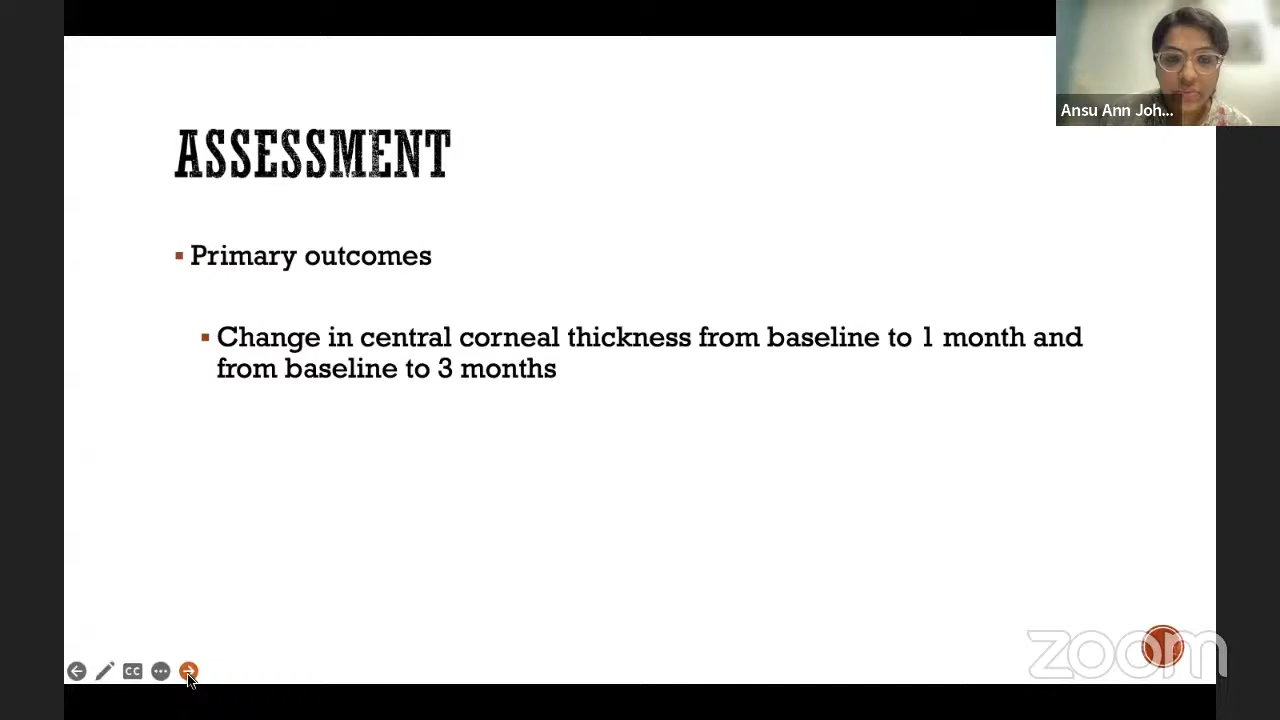 Ansu Ann Joh...
ASSESSMENT
Primary outcomes
Change in central corneal thickness from baseline to 1 month and
from baseline to 3 months
CC
zoom